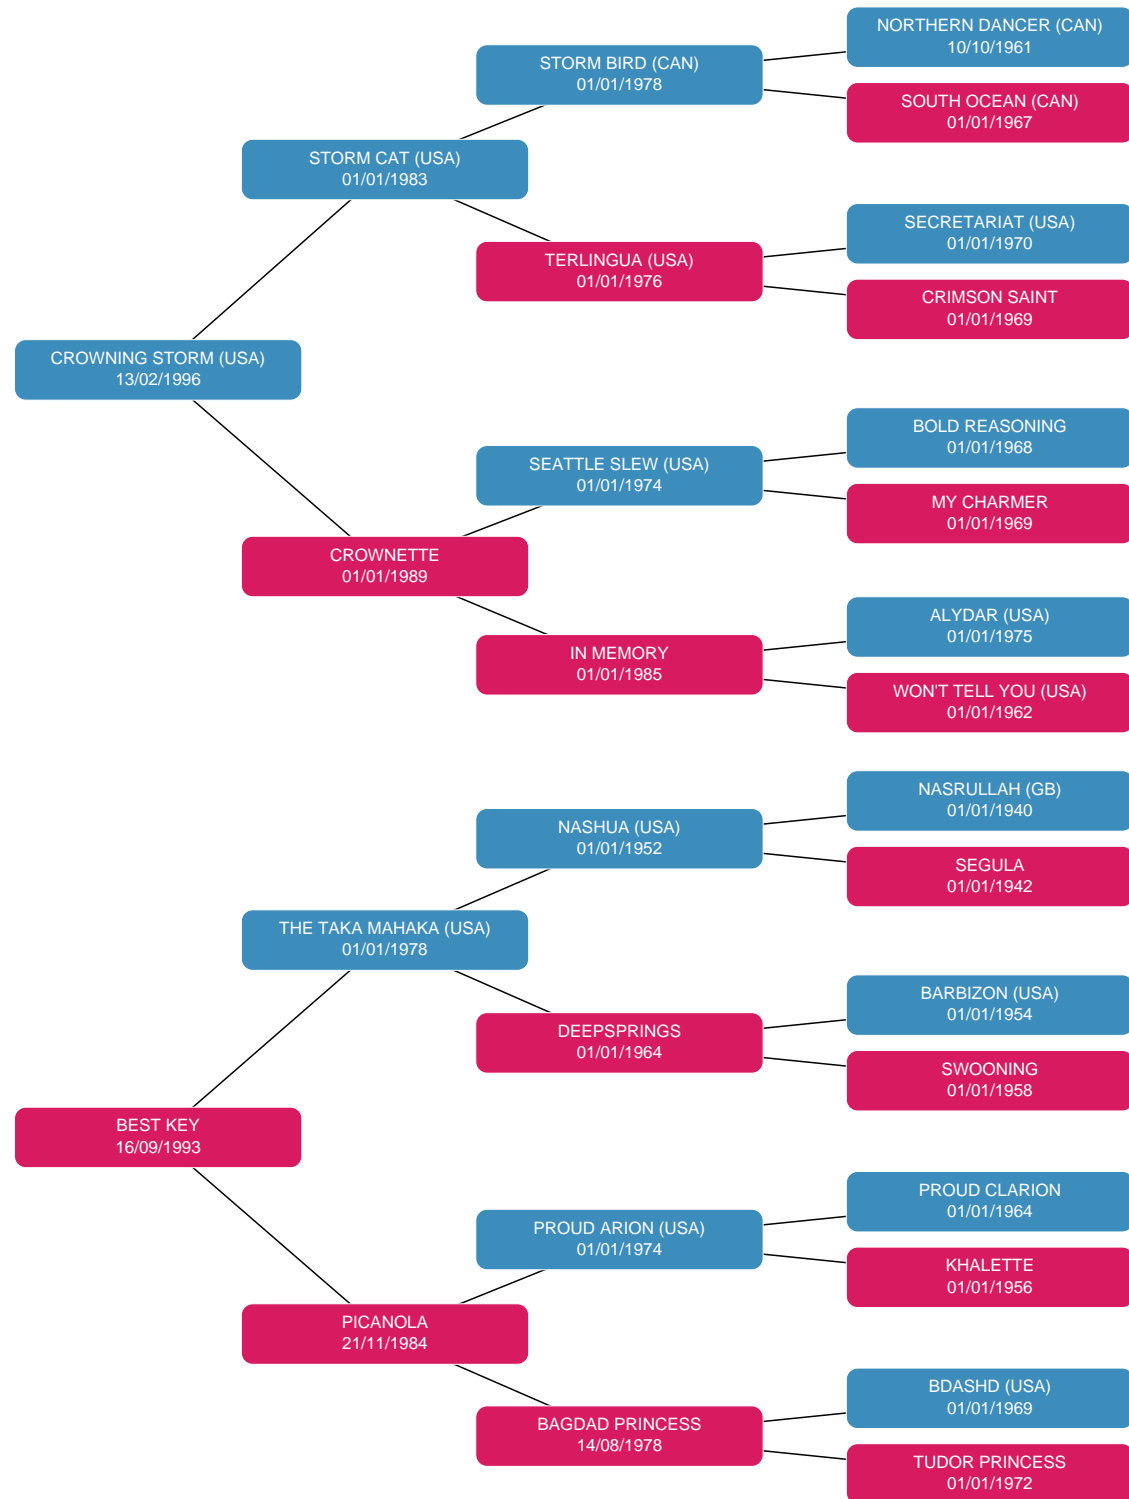 NORTHERN DANCER (CAN)
10/10/1961
STORM BIRD (CAN)
01/01/1978
SOUTH OCEAN (CAN)
01/01/1967
STORM CAT (USA)
01/01/1983
SECRETARIAT (USA)
01/01/1970
TERLINGUA (USA)
01/01/1976
CRIMSON SAINT
01/01/1969
CROWNING STORM (USA)
13/02/1996
BOLD REASONING
01/01/1968
SEATTLE SLEW (USA)
01/01/1974
MY CHARMER
01/01/1969
CROWNETTE
01/01/1989
ALYDAR (USA)
01/01/1975
IN MEMORY
01/01/1985
WON'T TELL YOU (USA)
01/01/1962
NASRULLAH (GB)
01/01/1940
NASHUA (USA)
01/01/1952
SEGULA
01/01/1942
THE TAKA MAHAKA (USA)
01/01/1978
BARBIZON (USA)
01/01/1954
DEEPSPRINGS
01/01/1964
SWOONING
01/01/1958
BEST KEY
16/09/1993
PROUD CLARION
01/01/1964
PROUD ARION (USA)
01/01/1974
KHALETTE
01/01/1956
PICANOLA
21/11/1984
BDASHD (USA)
01/01/1969
BAGDAD PRINCESS
14/08/1978
TUDOR PRINCESS
01/01/1972